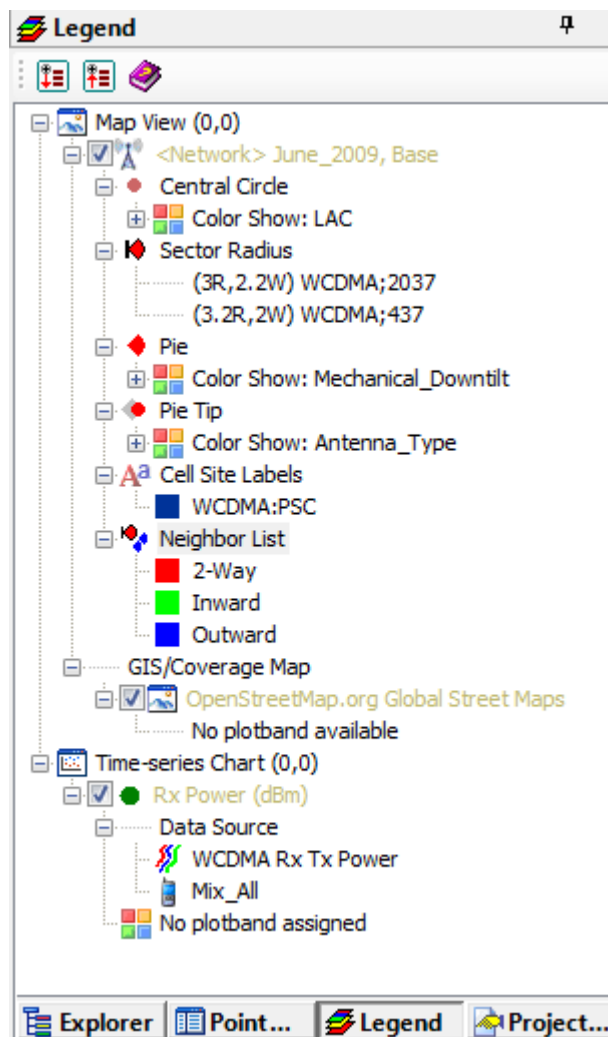 Legend
Map View (0,0)
<Network> June_2009, Base
Central Circle
Color Show: LAC
Sector Radius
(3R,2.2W) WCDMA;2037
(3.2R,2W) WCDMA;437
Pie
Color Show: Mechanical_Downtilt
Pie Tip
Color Show: Antenna_Type
Aa Cell Site Labels
WCDMA:PSC
Neighbor List
2-Way
Inward
Outward
GIS/Coverage Map
OpenStreetMap.org Global Street Maps
No plotband available
Time-series Chart (0,0)
Rx Power (dBm)
Data Source
WCDMA Rx Tx Power
Mix_All
No plotband assigned
Explorer Point... Legend Project...